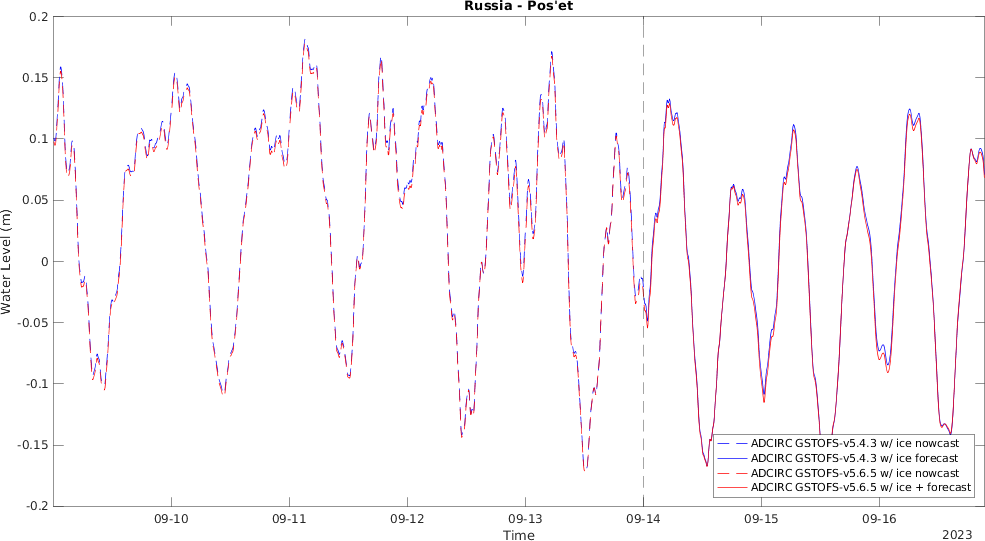 Russia - Pos'et
0.2
0.15
0.1
0.05
0
-0.05
-0.1
-0.15
-0.2
Water Level (m)
09-10 09-11 09-12 09-13 09-14 09-15 09-16
Time
2023
ADCIRC GSTOFS-v5.4.3 w/ ice nowcast
ADCIRC GSTOFS-v5.4.3 w/ ice forecast
ADCIRC GSTOFS-v5.6.5 w/ ice nowcast
ADCIRC GSTOFS-v5.6.5 w/ ice + forecast